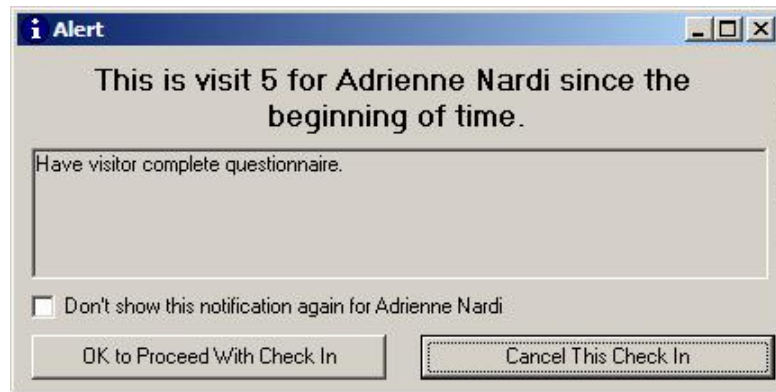 Alert
This is visit 5 for Adrienne Nardi since the
beginning of time.
Have visitor complete questionnaire.
Don't show this notification again for Adrienne Nardi
OK to Proceed With Check In
Cancel This Check In